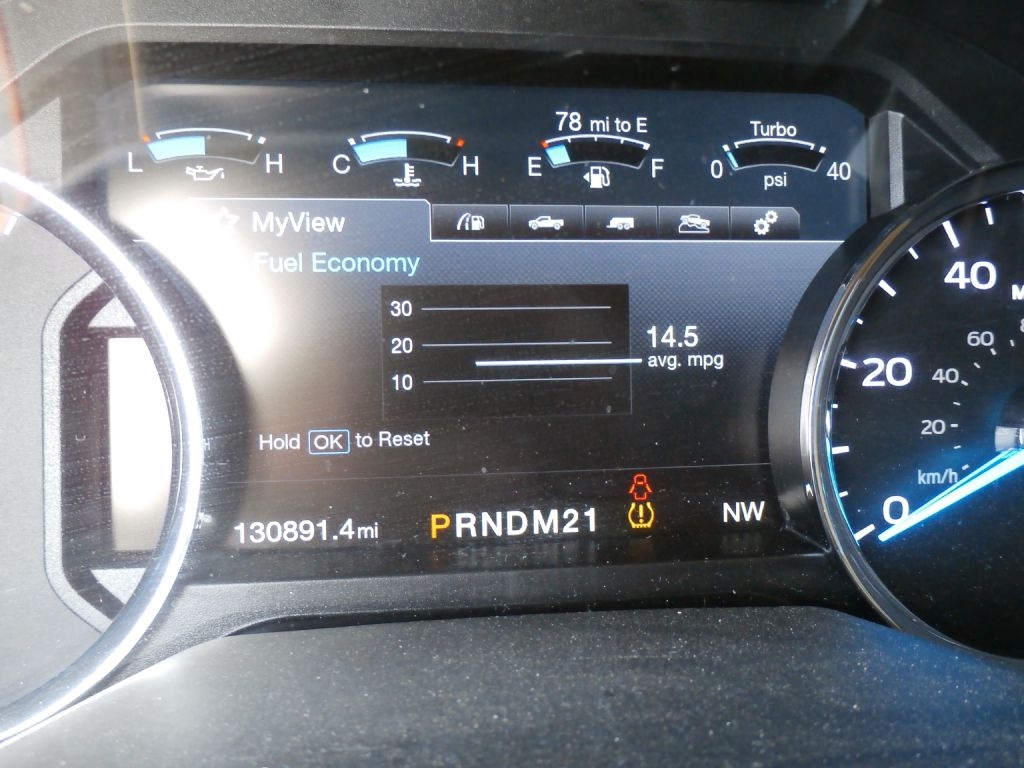 78 mi to E
Turbo
L H
C H
E F
0 40
psi
MyView
Fuel Economy
30
20
10
14.5
avg. mpg
Hold OK to Reset
130891.4mi
PRNDM21
NW
40
60
20
40
20
km/h
0